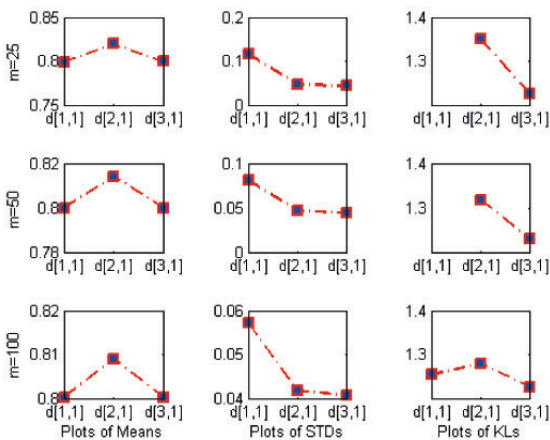 m=25
0.85
0.8
0.75
d[1,1] d[2,1] d[3,1]
0.2
0.1
0
d[1,1] d[2,1] d[3,1]
1.4
1.3
d[1,1] d[2,1] d[3,1]
m=50
0.82
0.8
0.78
d[1,1] d[2,1] d[3,1]
0.1
0.05
0
d[1,1] d[2,1] d[3,1]
1.4
1.3
d[1,1] d[2,1] d[3,1]
m=100
0.82
0.81
0.8
d[1,1] d[2,1] d[3,1]
Plots of Means
0.06
0.05
0.04
d[1,1] d[2,1] d[3,1]
Plots of STDs
1.4
1.3
d[1,1] d[2,1] d[3,1]
Plots of KLs